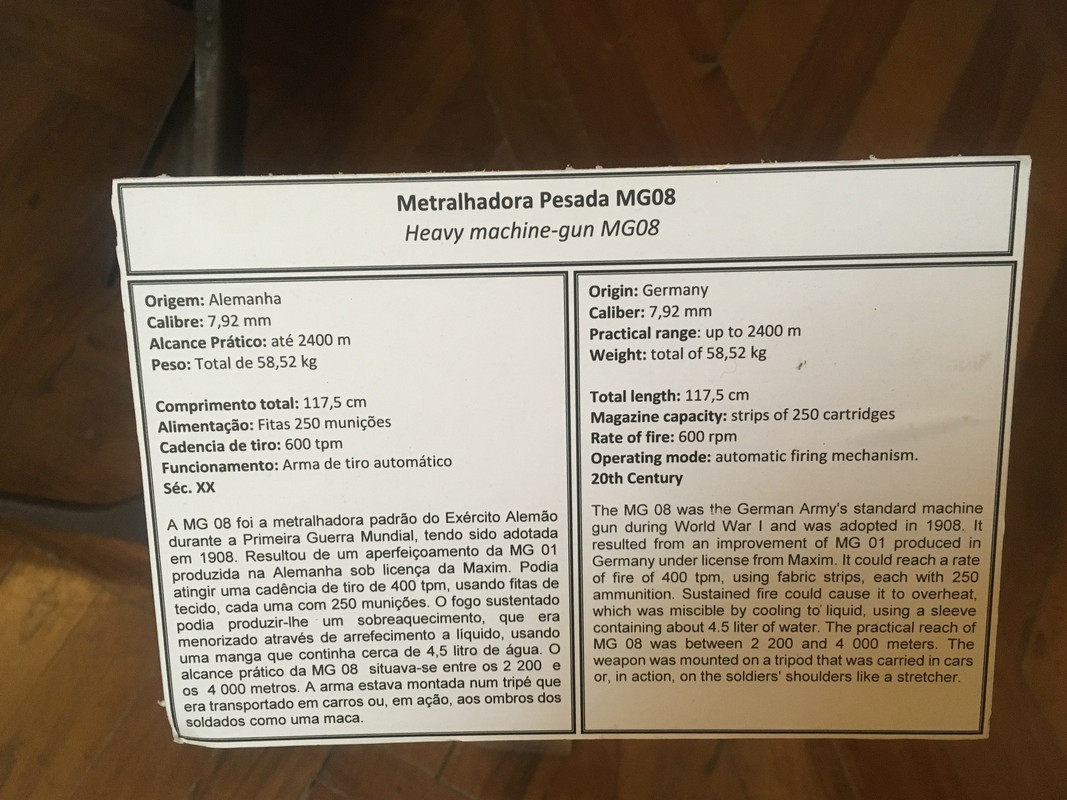 Metralhadora Pesada MG08
Heavy machine-gun MG08
Origem: Alemanha
Calibre: 7,92 mm
Alcance Prático: até 2400 m
Peso: Total de 58,52 kg
Comprimento total: 117,5 cm
Alimentação: Fitas 250 munições
Cadencia de tiro: 600 tpm
Funcionamento: Arma de tiro automático
Séc. XX
A MG 08 foi a metralhadora padrão do Exército Alemão
durante a Primeira Guerra Mundial, tendo sido adotada
em 1908. Resultou de um aperfeiçoamento da MG 01
produzida na Alemanha sob licença da Maxim. Podia
atingir uma cadência de tiro de 400 tpm, usando fitas de
tecido, cada uma com 250 munições. O fogo sustentado
podia produzir-lhe um sobreaquecimento, que era
menorizado através de arrefecimento a líquido, usando
uma manga que continha cerca de 4,5 litro de água. O
alcance prático da MG 08 situava-se entre os 2 200 e
os 4 000 metros. A arma estava montada num tripé que
era transportado em carros ou, em ação, aos ombros dos
soldados como uma maca.
Origin: Germany
Caliber: 7,92 mm
Practical range: up to 2400 m
Weight: total of 58,52 kg
Total length: 117,5 cm
Magazine capacity: strips of 250 cartridges
Rate of fire: 600 rpm
Operating mode: automatic firing mechanism.
20th Century
The MG 08 was the German Army's standard machine
gun during World War I and was adopted in 1908. It
resulted from an improvement of MG 01 produced in
Germany under license from Maxim. It could reach a rate
of fire of 400 tpm, using fabric strips, each with 250
ammunition. Sustained fire could cause it to overheat,
which was miscible by cooling to liquid, using a sleeve
containing about 4.5 liter of water. The practical reach of
MG 08 was between 2 200 and 4 000 meters. The
weapon was mounted on a tripod that was carried in cars
or, in action, on the soldiers' shoulders like a stretcher.